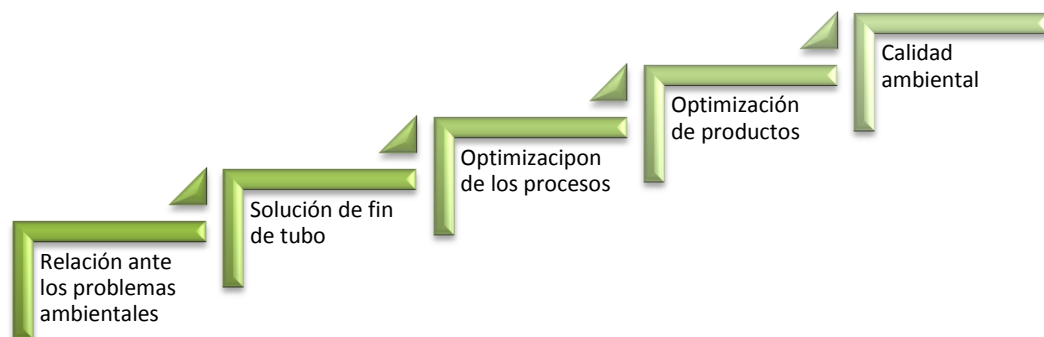 Relación ante
los problemas
ambientales
Solución de fin
de tubo
Optimizacipon
de los procesos
Optimización
de productos
Calidad
ambiental